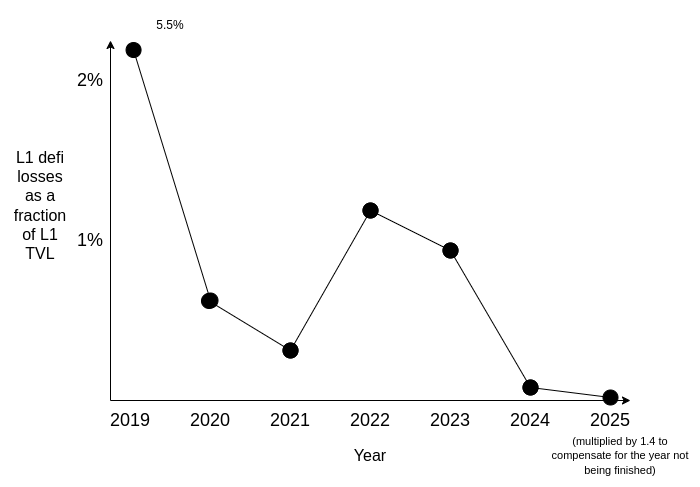 5.5%
2%
L1 defi
losses
as a
fraction
of L1
TVL
1%
2019 2020 2021 2022 2023 2024 2025
(multiplied by 1.4 to
compensate for the year not
being finished)
Year